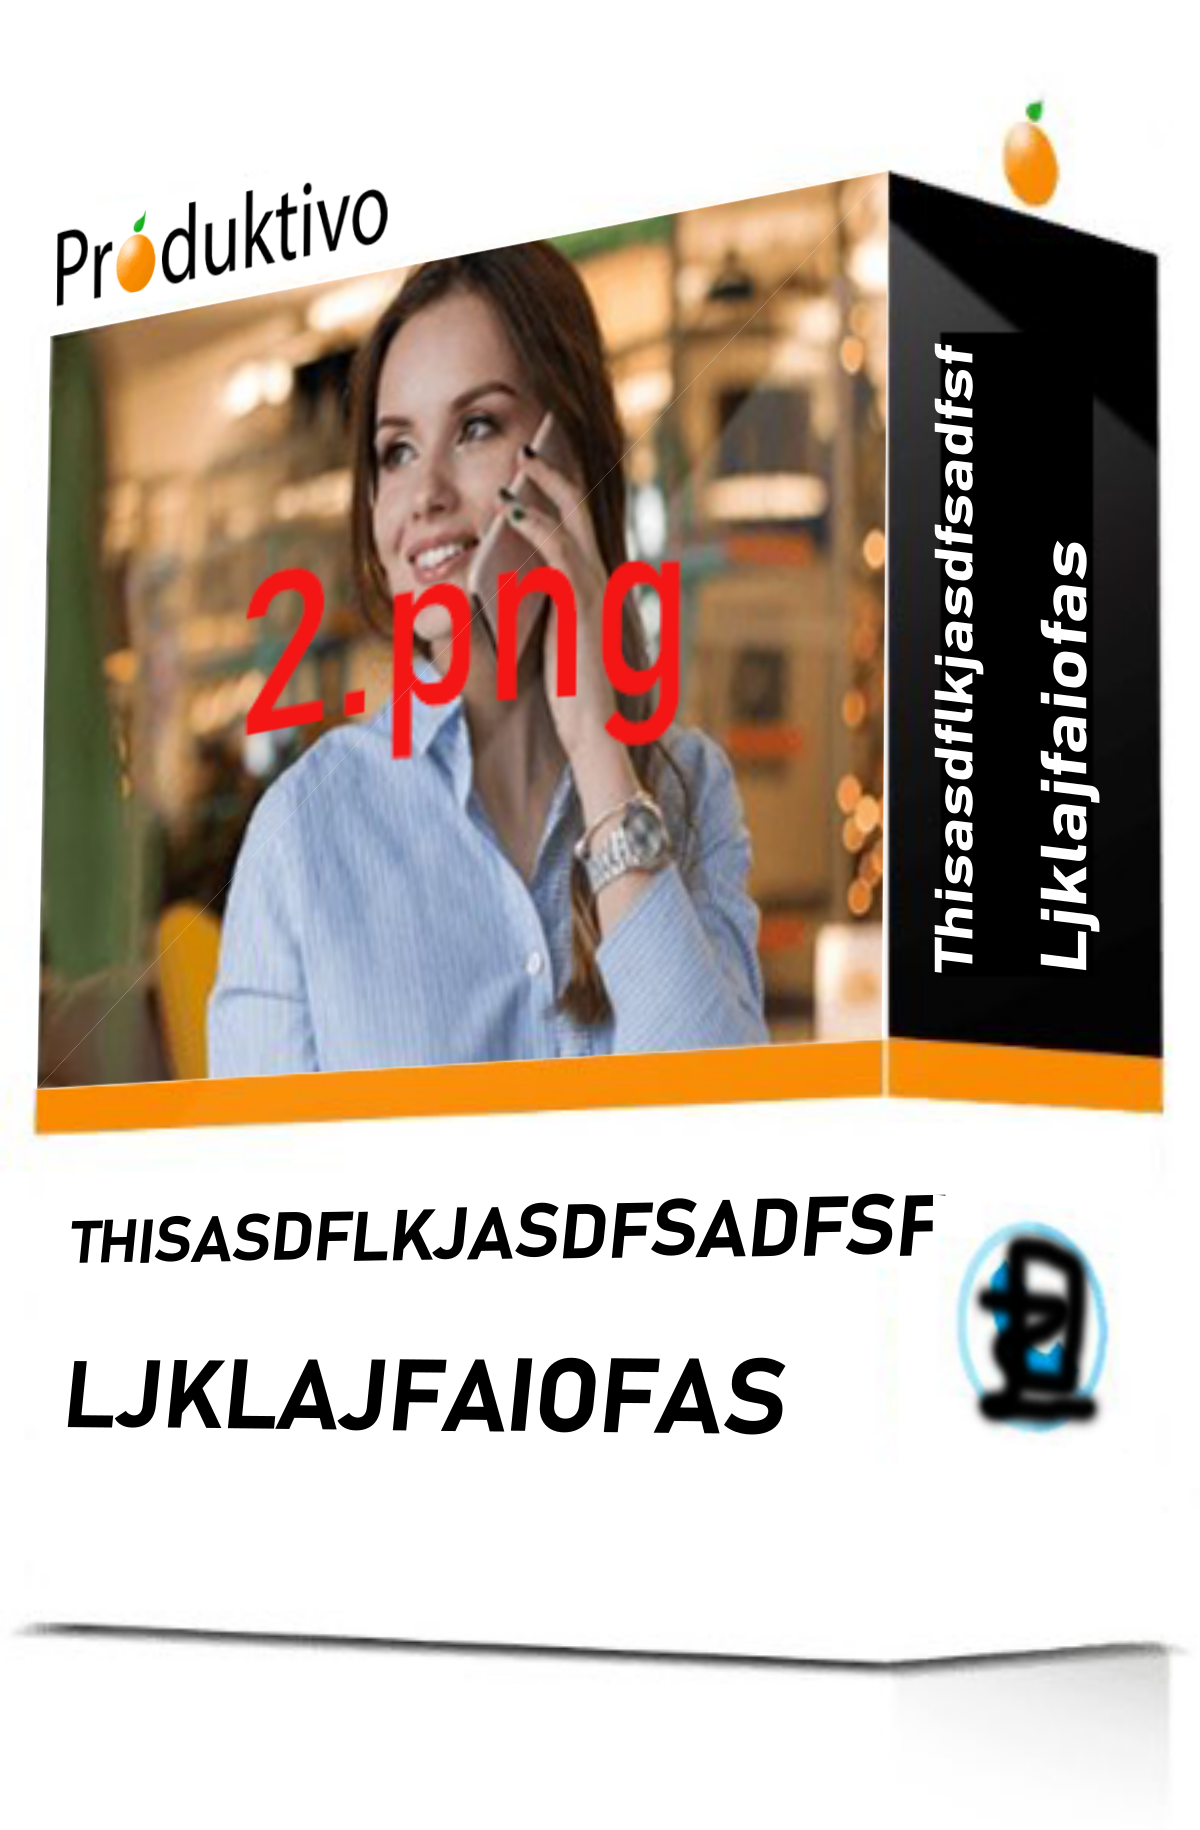 Produktivo
2.png
Thisasdflkjasdfsadfsf
Ljklajfaiofas
THISASDFLKJASDFSADFSF
LJKLAJFAIOFAS